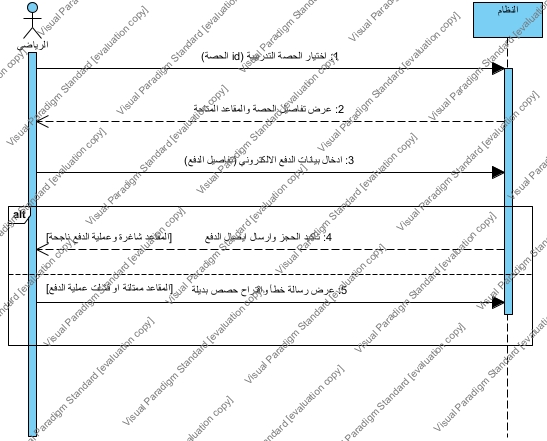 النظام
الرياضي
1: اختيار الحصة التدريبية (id الحصة)
2: عرض تفاصيل الحصة والمقاعد المتاحة
3: ادخال بيانات الدفع الالكتروني (تفاصيل الدفع)
alt
[المقاعد شاغرة وعملية الدفع ناجحة]
4: تأكيد الحجز وارسال ايصال الدفع
[المقاعد ممتلئة او فشلت عملية الدفع]
5: عرض رسالة خطأ واقتراح حصص بديلة
Visual Paradigm Standard [evaluation copy]